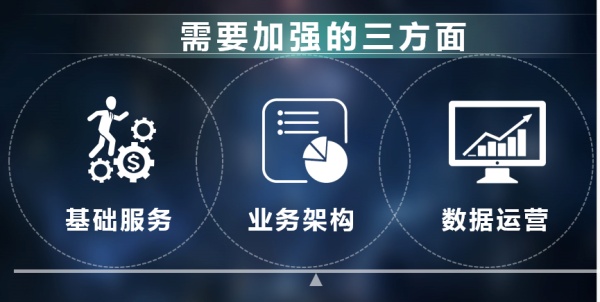 需要加强的三方面
$
基础服务
业务架构
数据运营